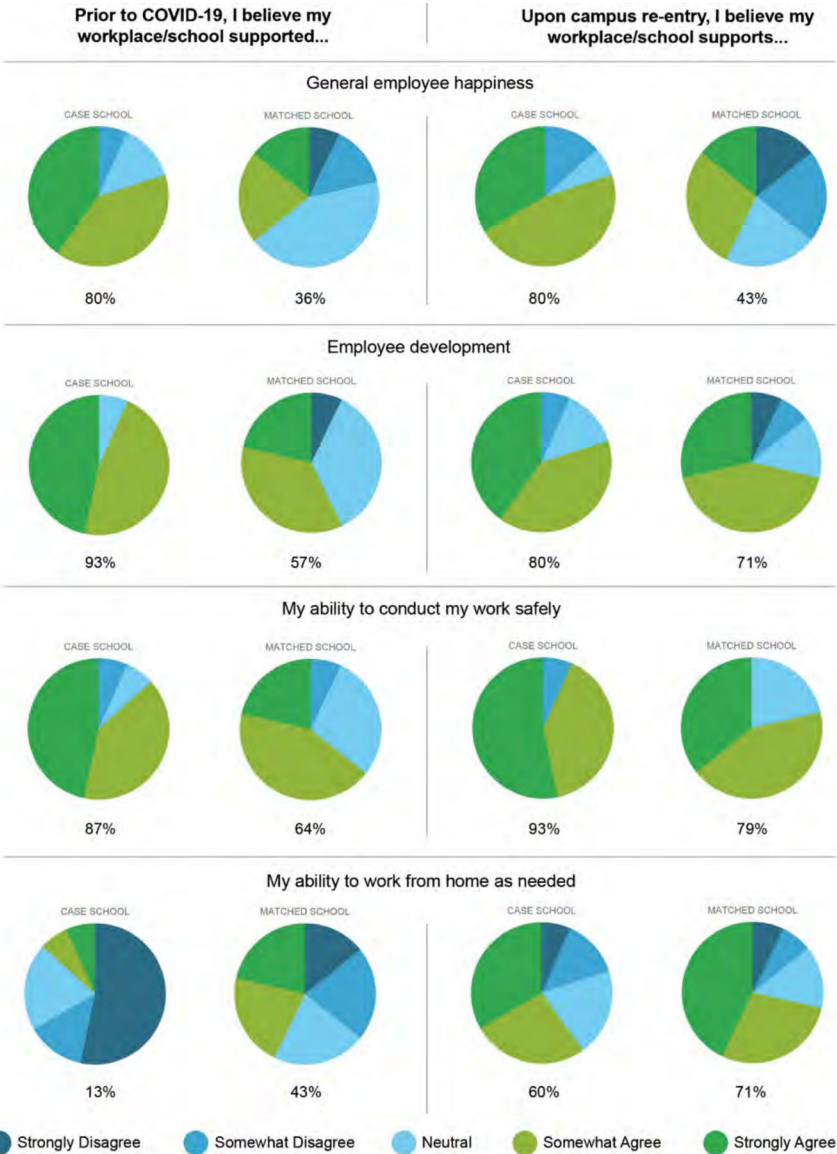 Prior to COVID-19, I believe my
workplace/school supported...
Upon campus re-entry, I believe my
workplace/school supports...
General employee happiness
CASE SCHOOL
MATCHED SCHOOL
CASE SCHOOL
MATCHED SCHOOL
80%
36%
80%
43%
Employee development
CASE SCHOOL
MATCHED SCHOOL
CASE SCHOOL
MATCHED SCHOOL
93%
57%
80%
71%
My ability to conduct my work safely
CASE SCHOOL
MATCHED SCHOOL
CASE SCHOOL
MATCHED SCHOOL
87%
64%
93%
79%
My ability to work from home as needed
CASE SCHOOL
MATCHED SCHOOL
CASE SCHOOL
MATCHED SCHOOL
13%
43%
60%
71%
Strongly Disagree
Somewhat Disagree
Neutral
Somewhat Agree
Strongly Agree